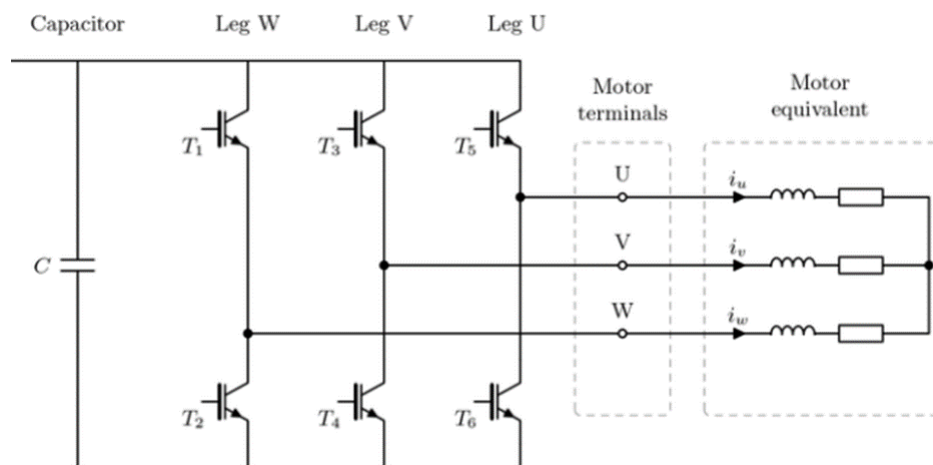 Capacitor
Leg W
Leg V
Leg U
Motor
terminals
Motor
equivalent
T1
T3
T5
U
iu
V
iv
C
W
iw
T2
T4
T6